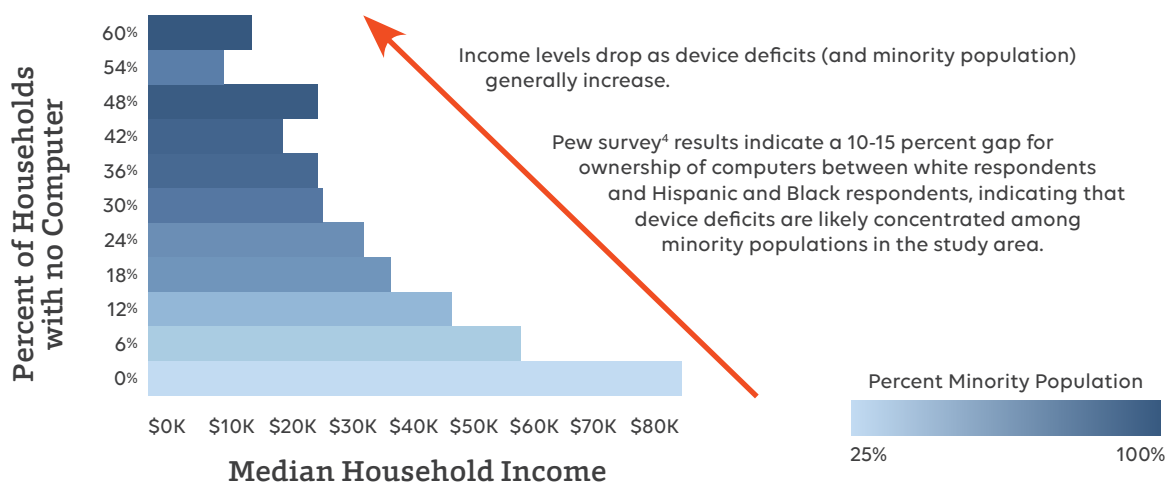 Percent of Households
with no Computer
60%
54%
48%
42%
36%
30%
24%
18%
12%
6%
0%
$0K $10K $20K $30K $40K $50K $60K $70K $80K
Median Household Income
Income levels drop as device deficits (and minority population)
generally increase.
Pew survey⁴ results indicate a 10-15 percent gap for
ownership of computers between white respondents
and Hispanic and Black respondents, indicating that
device deficits are likely concentrated among
minority populations in the study area.
Percent Minority Population
25% 100%